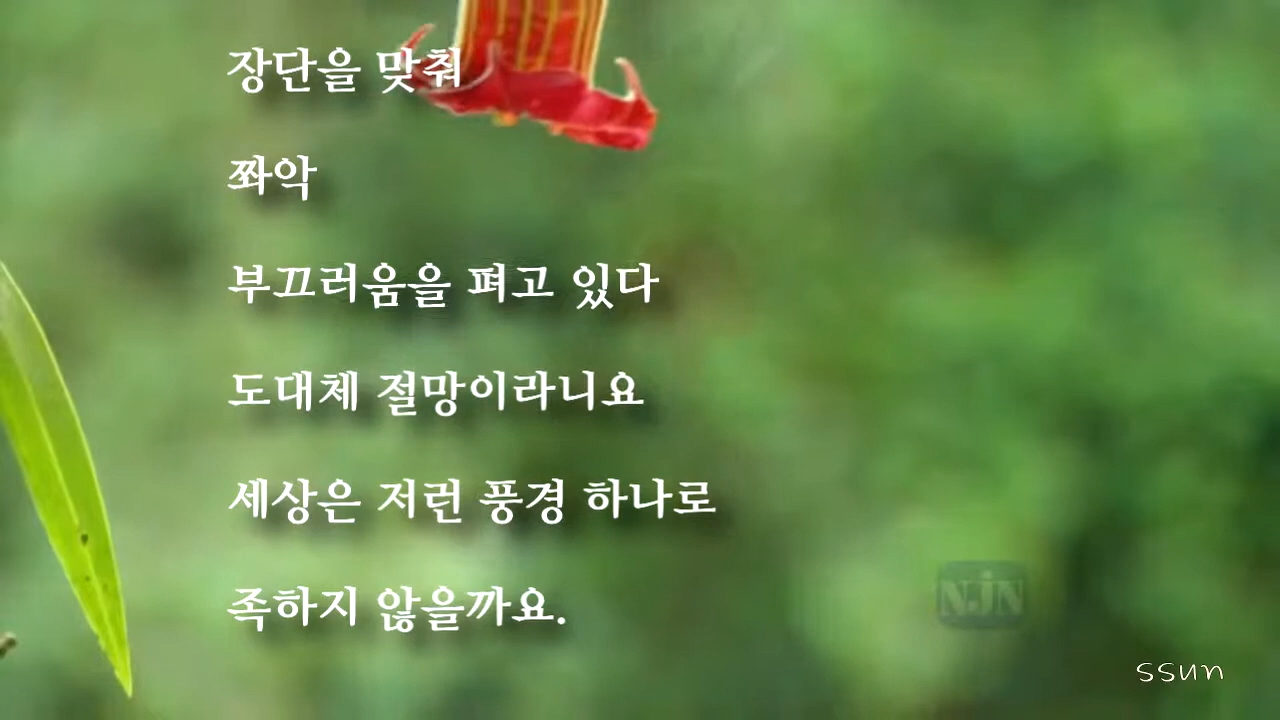 장단을 맞춰
쫘악
부끄러움을 펴고 있다
도대체 절망이라니요
세상은 저런 풍경 하나로
족하지 않을까요.
NJN
ssun